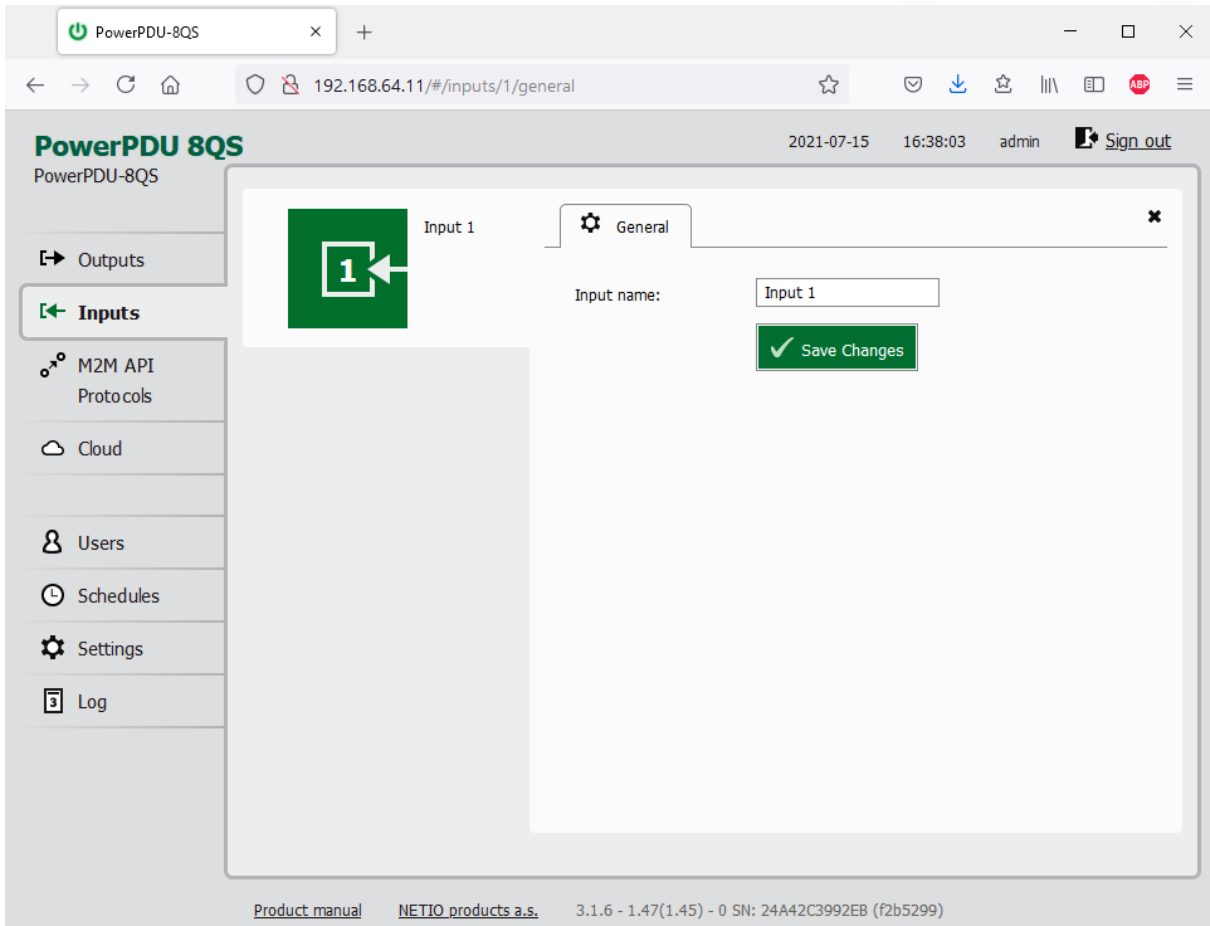 PowerPDU-8QS
192.168.64.11/#/inputs/1/general
ABP
PowerPDU 8QS
2021-07-15 16:38:03 admin Sign out
PowerPDU-8QS
Outputs
Inputs
M2M API
Protocols
Cloud
Users
Schedules
Settings
3 Log
1
Input 1
General
Input name: Input 1
Save Changes
Product manual NETIO products a.s. 3.1.6 - 1.47(1.45) - 0 SN: 24A42C3992EB (f2b5299)